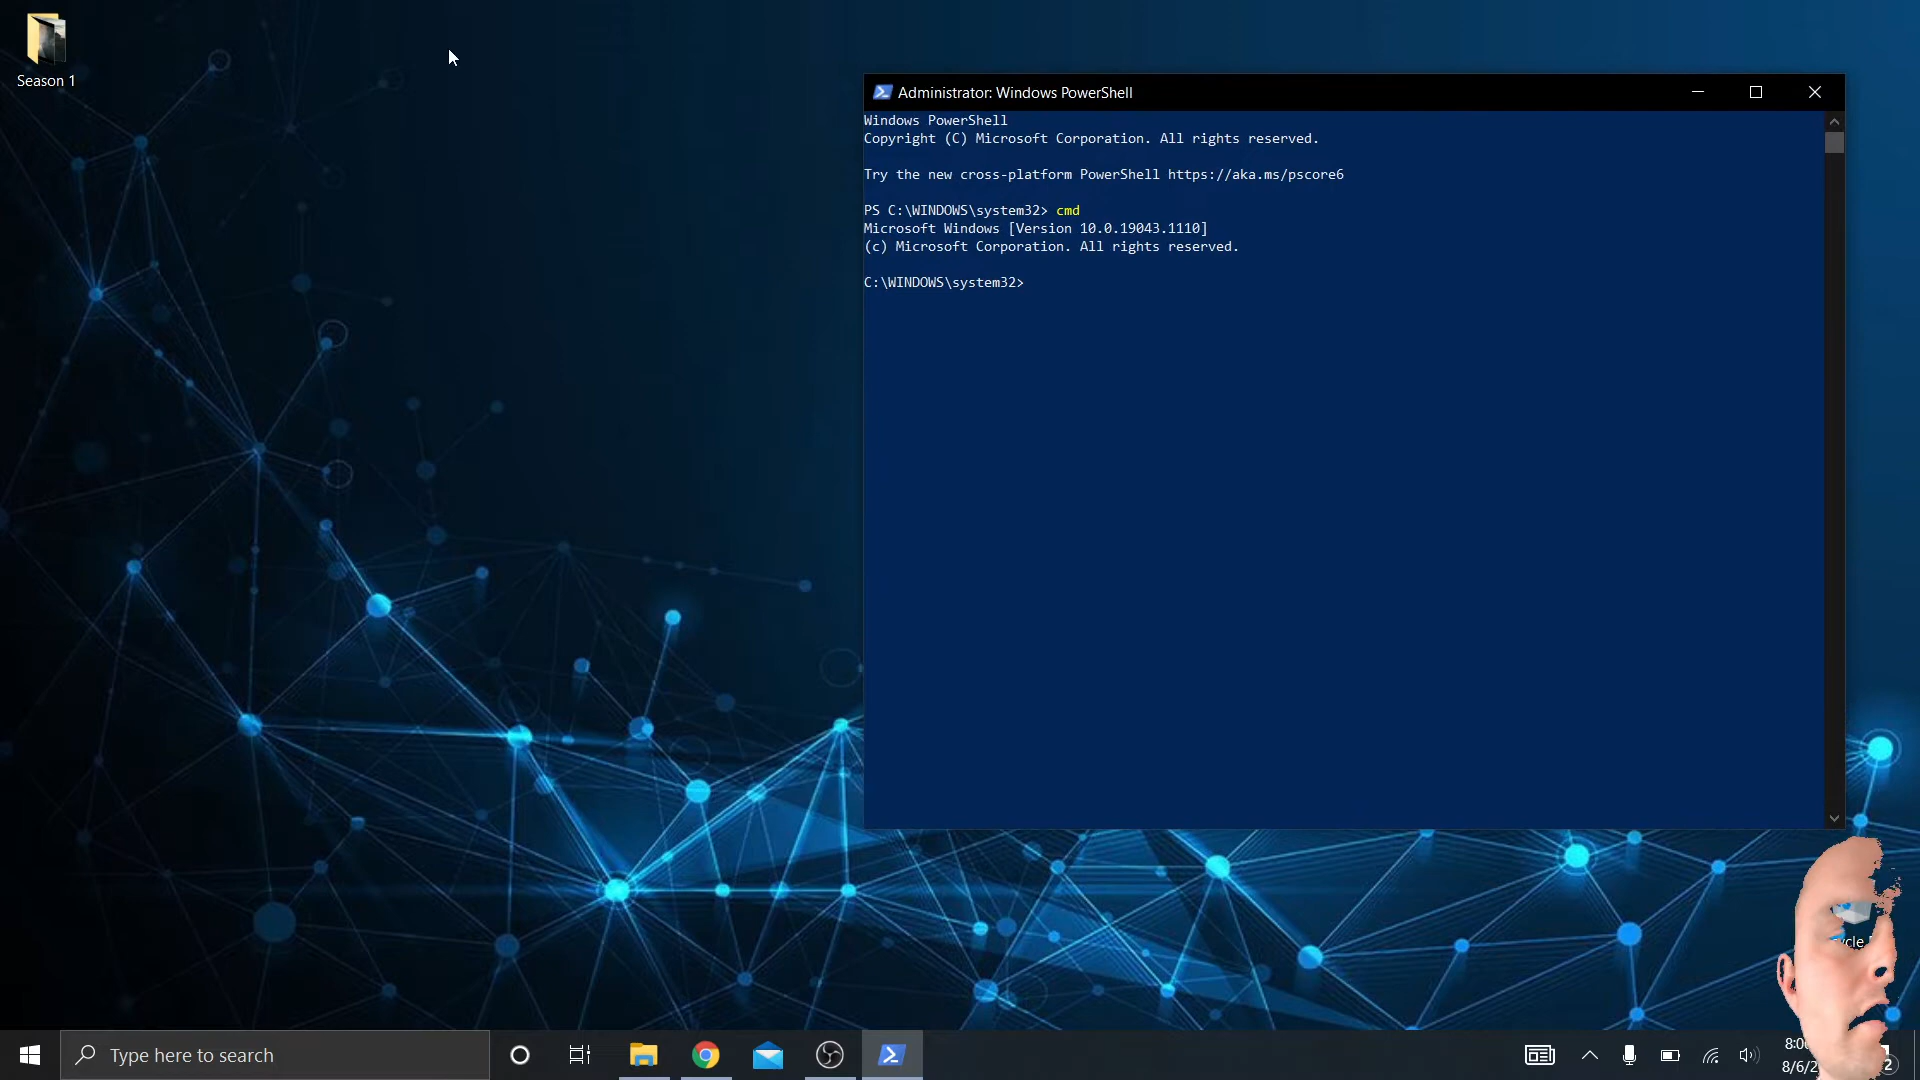 Season 1
Administrator: Windows PowerShell
Windows PowerShell
Copyright (C) Microsoft Corporation. All rights reserved.
Try the new cross-platform PowerShell https://aka.ms/pscore6
PS C:\WINDOWS\system32> cmd
Microsoft Windows [Version 10.0.19043.1110]
(c) Microsoft Corporation. All rights reserved.
C:\WINDOWS\system32>
Type here to search
2